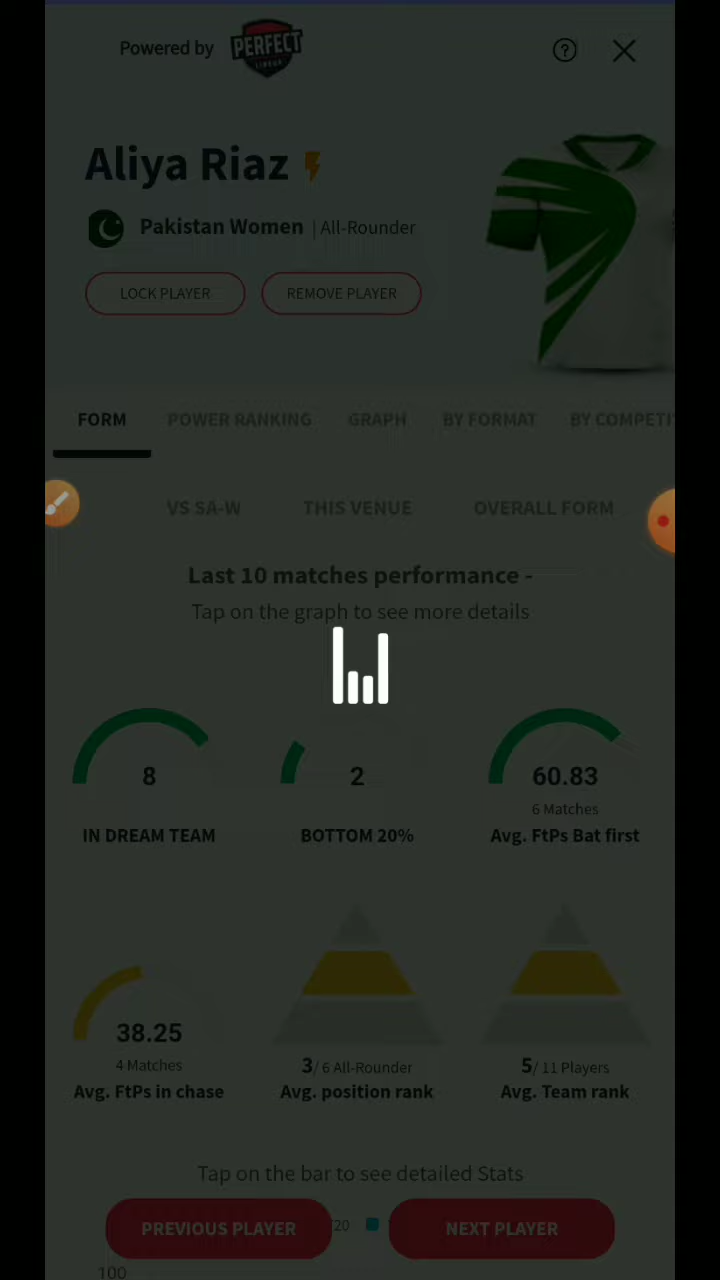 Powered by PERFECT LINEUP
Aliya Riaz
Pakistan Women | All-Rounder
LOCK PLAYER REMOVE PLAYER
FORM POWER RANKING GRAPH BY FORMAT BY COMPETI
VS SA-W THIS VENUE OVERALL FORM
Last 10 matches performance -
Tap on the graph to see more details
8 2 60.83
6 Matches
IN DREAM TEAM BOTTOM 20% Avg. FtPs Bat first
38.25
4 Matches 3/ 6 All-Rounder 5/ 11 Players
Avg. FtPs in chase Avg. position rank Avg. Team rank
Tap on the bar to see detailed Stats
PREVIOUS PLAYER 20 NEXT PLAYER
100